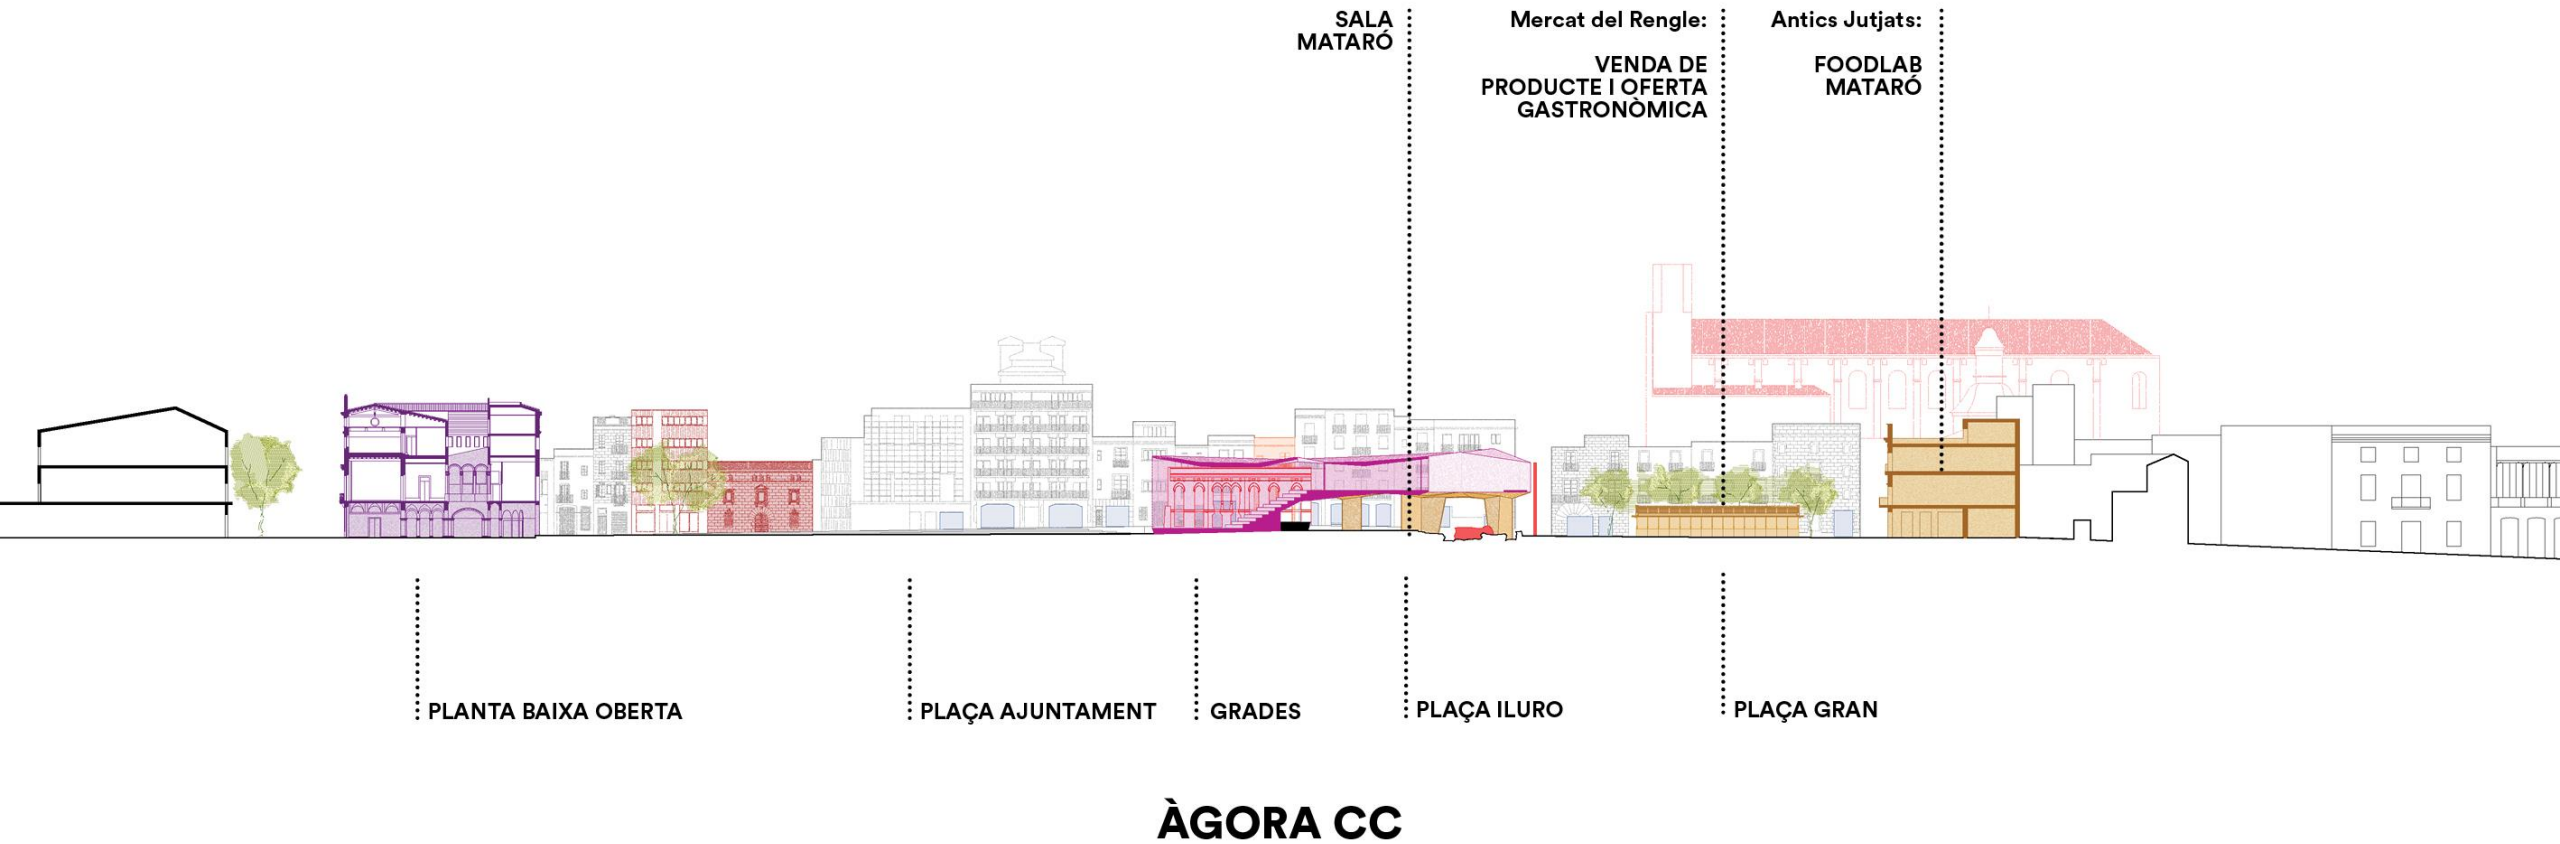 SALA
MATARÓ
Mercat del Rengle:
VENDA DE
PRODUCTE I OFERTA
GASTRONÒMICA
Antics Jutjats:
FOODLAB
MATARÓ
PLANTA BAIXA OBERTA
PLAÇA AJUNTAMENT
GRADES
PLAÇA ILURO
PLAÇA GRAN
ÀGORA CC